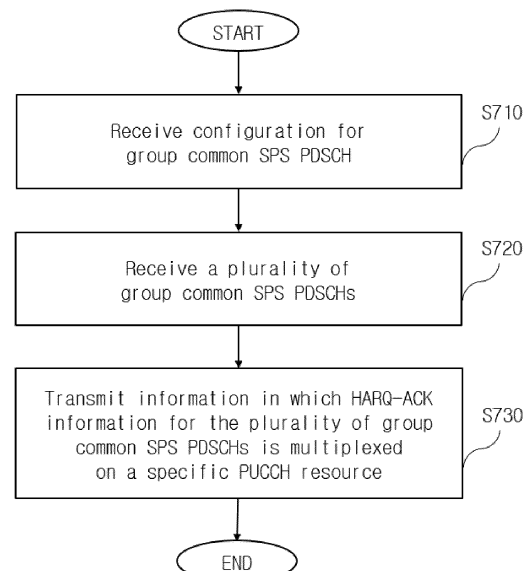 START
Receive configuration for
group common SPS PDSCH
S710
Receive a plurality of
group common SPS PDSCHs
S720
Transmit information in which HARQ-ACK
information for the plurality of group
common SPS PDSCHs is multiplexed
on a specific PUCCH resource
S730
END